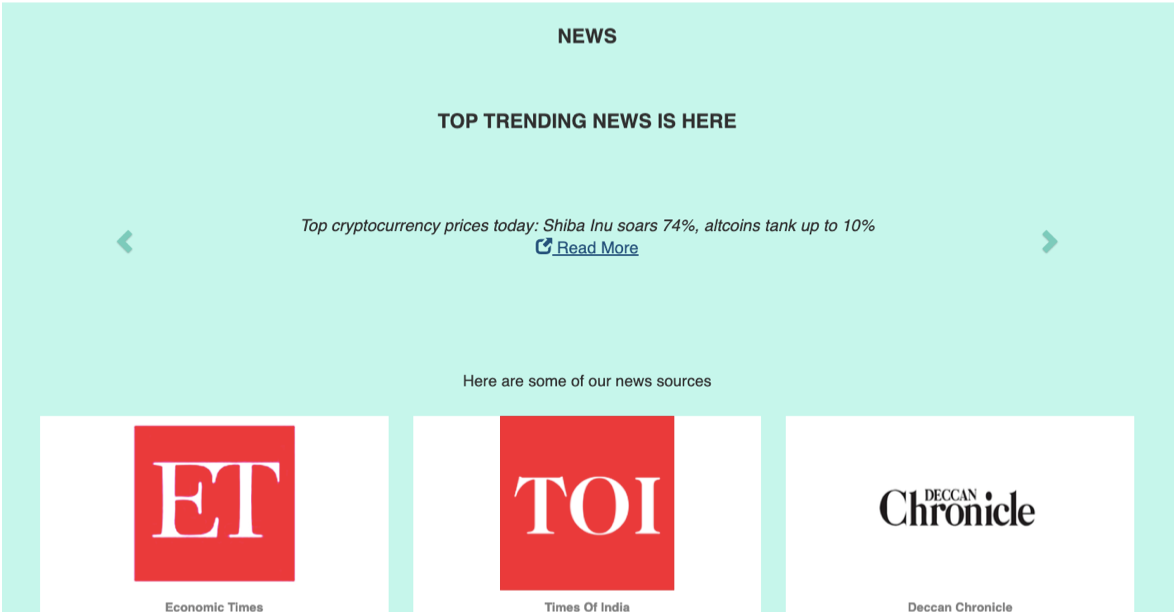 NEWS
TOP TRENDING NEWS IS HERE
Top cryptocurrency prices today: Shiba Inu soars 74%, altcoins tank up to 10%
Read More
Here are some of our news sources
ET
TOI
DECCAN
Chronicle
Economic Times
Times Of India
Deccan Chronicle